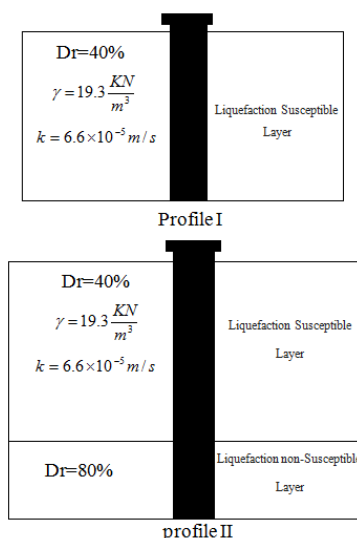 Dr=40%
γ = 19.3 KN/m³
k = 6.6×10⁻⁵ m/s
Liquefaction Susceptible
Layer
Profile I
Dr=40%
γ = 19.3 KN/m³
k = 6.6×10⁻⁵ m/s
Liquefaction Susceptible
Layer
Dr=80%
Liquefaction non-Susceptible
Layer
profile II